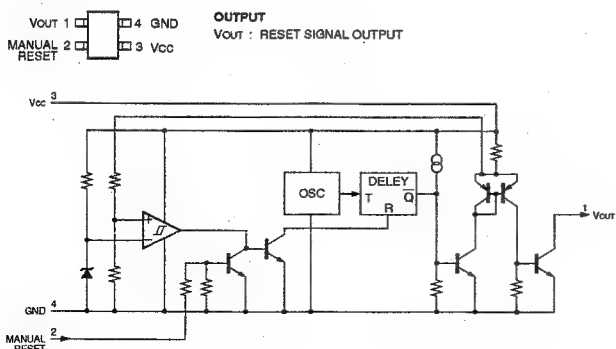 VOUT 1
4 GND
MANUAL RESET 2
3 VCC
OUTPUT
VOUT : RESET SIGNAL OUTPUT
VCC 3
OSC
DELEY
T
Q
R
1
VOUT
GND 4
MANUAL RESET 2